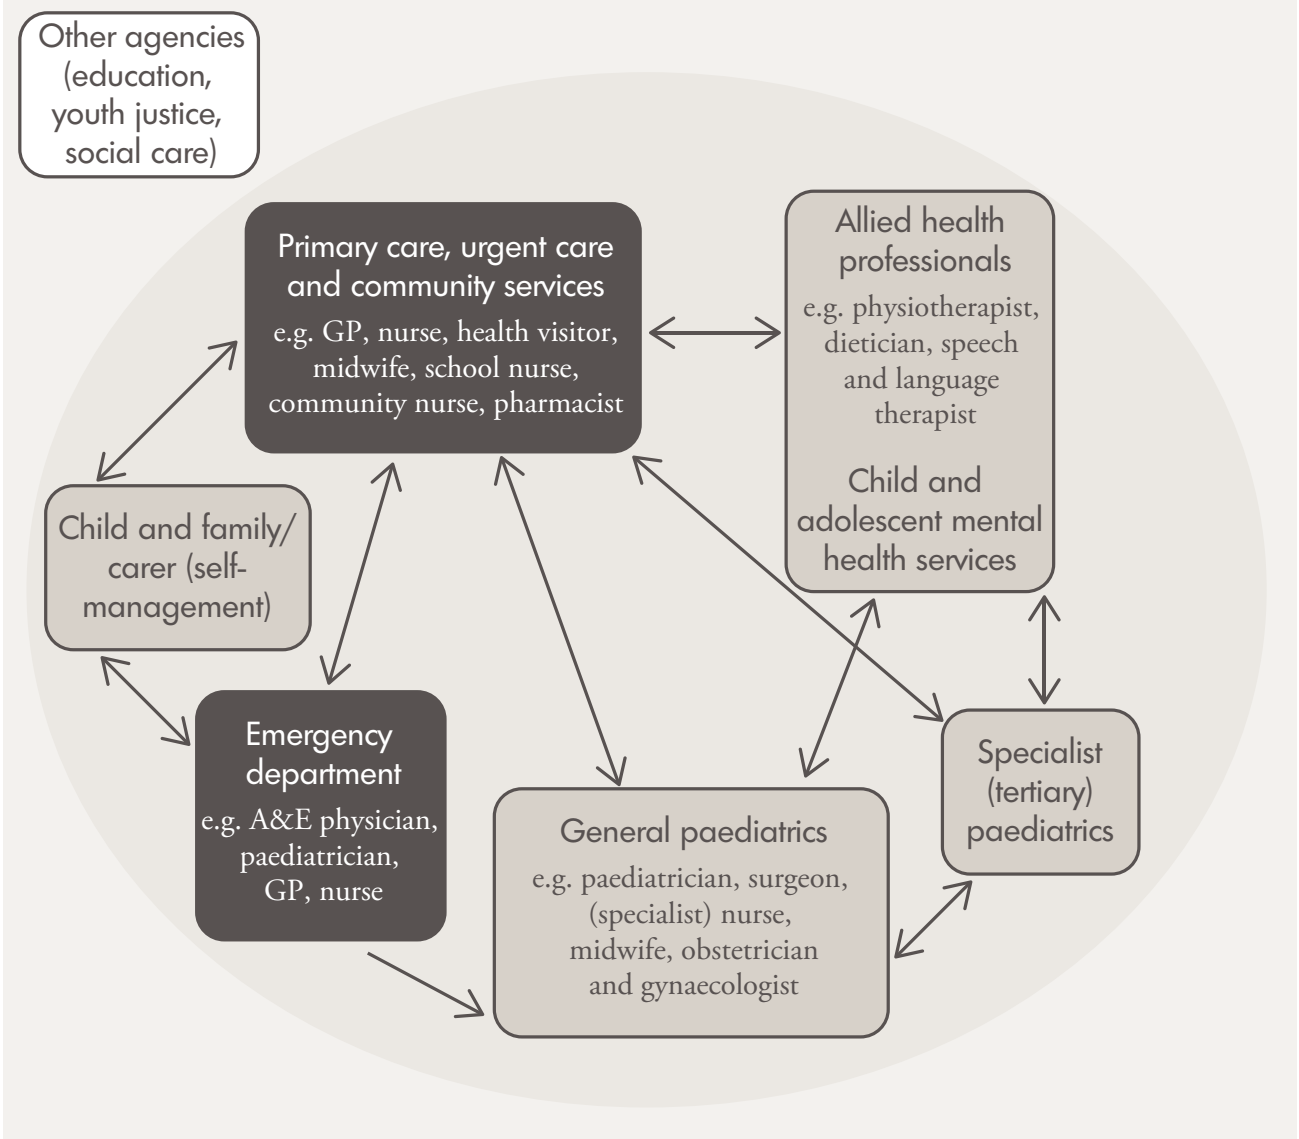 Other agencies
(education,
youth justice,
social care)
Primary care, urgent care
and community services
e.g. GP, nurse, health visitor,
midwife, school nurse,
community nurse, pharmacist
Allied health
professionals
e.g. physiotherapist,
dietician, speech
and language
therapist
Child and
adolescent mental
health services
Child and family/
carer (self-
management)
Emergency
department
e.g. A&E physician,
paediatrician,
GP, nurse
General paediatrics
e.g. paediatrician, surgeon,
(specialist) nurse,
midwife, obstetrician
and gynaecologist
Specialist
(tertiary)
paediatrics